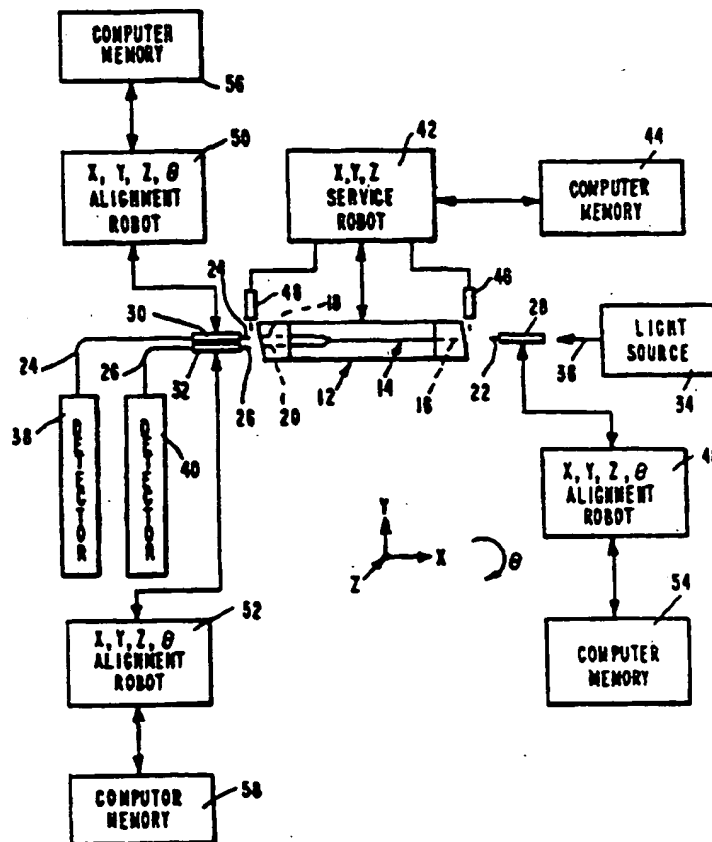 COMPUTER
MEMORY
56
50
X, Y, Z, θ
ALIGNMENT
ROBOT
42
X,Y,Z
SERVICE
ROBOT
44
COMPUTER
MEMORY
24
48
18
46
30
28
LIGHT
SOURCE
24
26
32
26
20
12
14
16
22
36
34
38
DETECTOR
40
DETECTOR
X, Y, Z, θ
ALIGNMENT
ROBOT
Y
X
Z
θ
52
X,Y,Z, θ
ALIGNMENT
ROBOT
54
COMPUTER
MEMORY
COMPUTOR
MEMORY
58